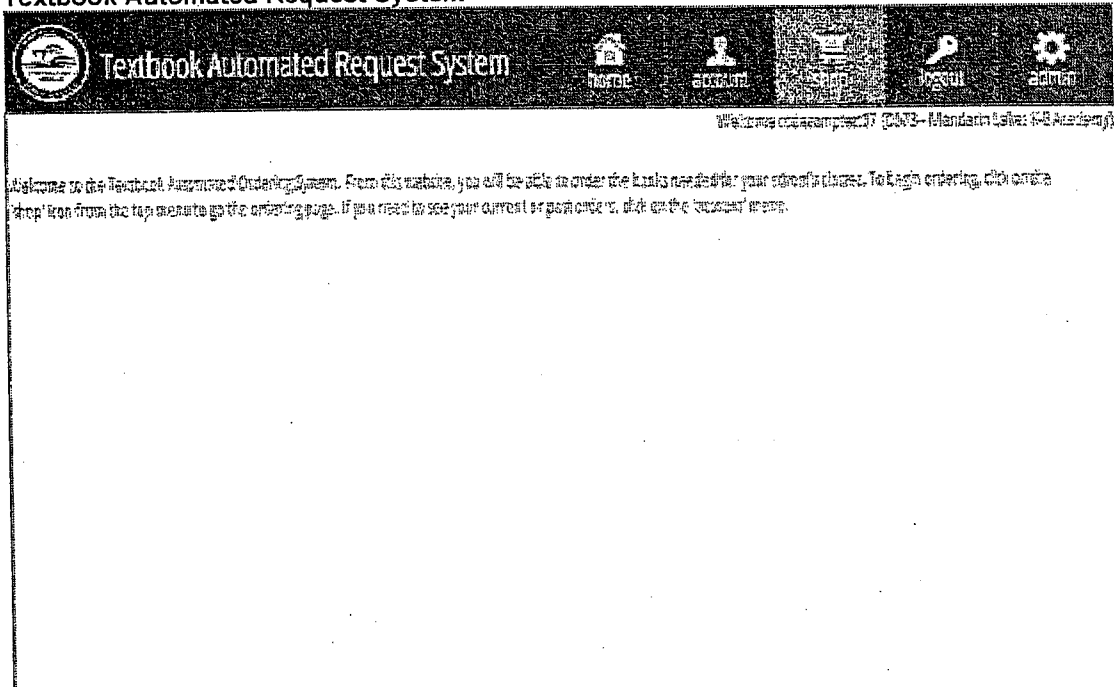 Textbook Automated Request System
Textbook Automated Request System
home
account
shop
logout
admin
Welcome Mandarin Lakes K-8 Academy)
Welcome to the Textbook Automated Ordering System. From this website, you will be able to order the books needed for your school's classes. To begin ordering, click on the
'shop' icon from the top menu to go the ordering page. If you need to see your current or past orders, click on the 'account' menu.